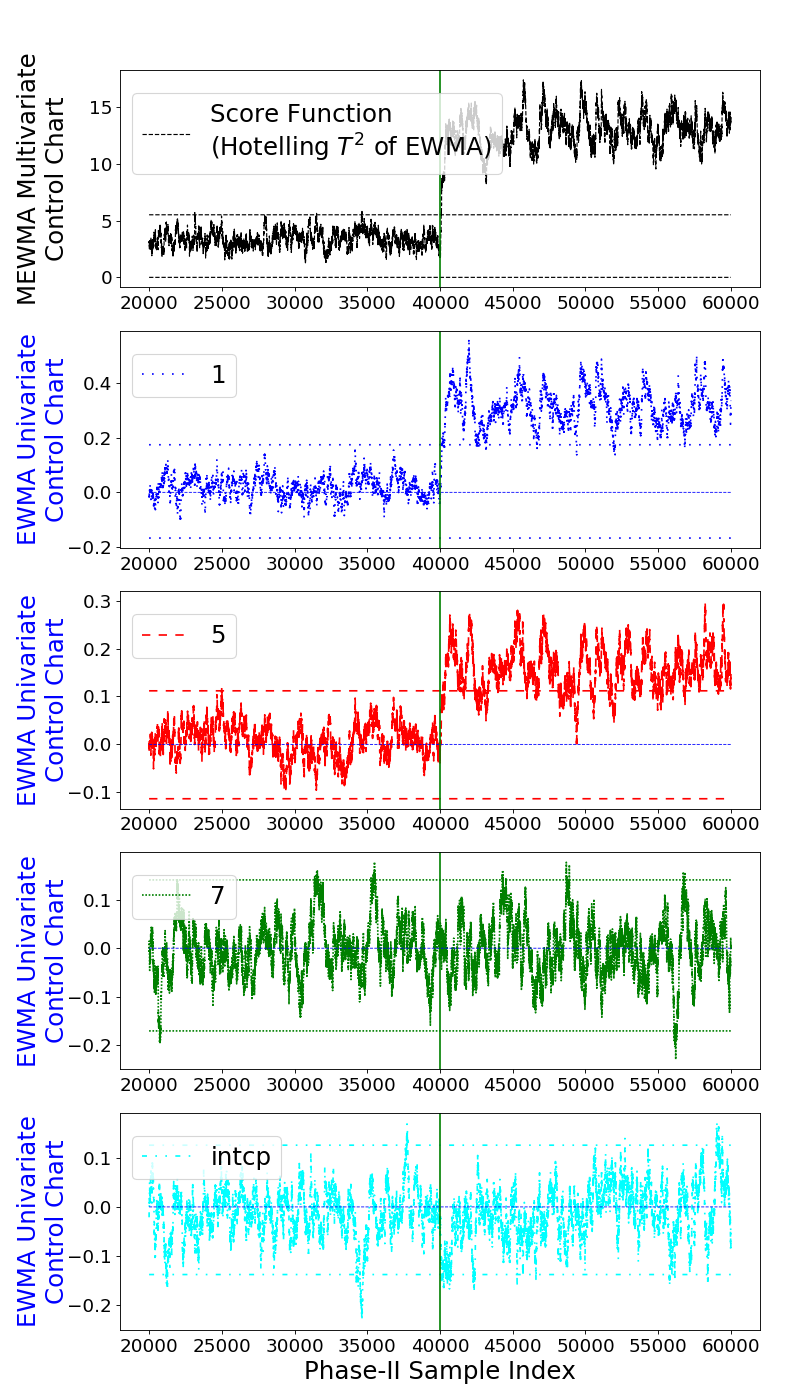 MEWMA Multivariate
Control Chart
15
10
5
0
Score Function
(Hotelling T² of EWMA)
20000 25000 30000 35000 40000 45000 50000 55000 60000
EWMA Univariate
Control Chart
0.4
0.2
0.0
−0.2
1
20000 25000 30000 35000 40000 45000 50000 55000 60000
EWMA Univariate
Control Chart
0.3
0.2
0.1
0.0
−0.1
5
20000 25000 30000 35000 40000 45000 50000 55000 60000
EWMA Univariate
Control Chart
0.1
0.0
−0.1
−0.2
7
20000 25000 30000 35000 40000 45000 50000 55000 60000
EWMA Univariate
Control Chart
0.1
0.0
−0.1
−0.2
intcp
20000 25000 30000 35000 40000 45000 50000 55000 60000
Phase-II Sample Index